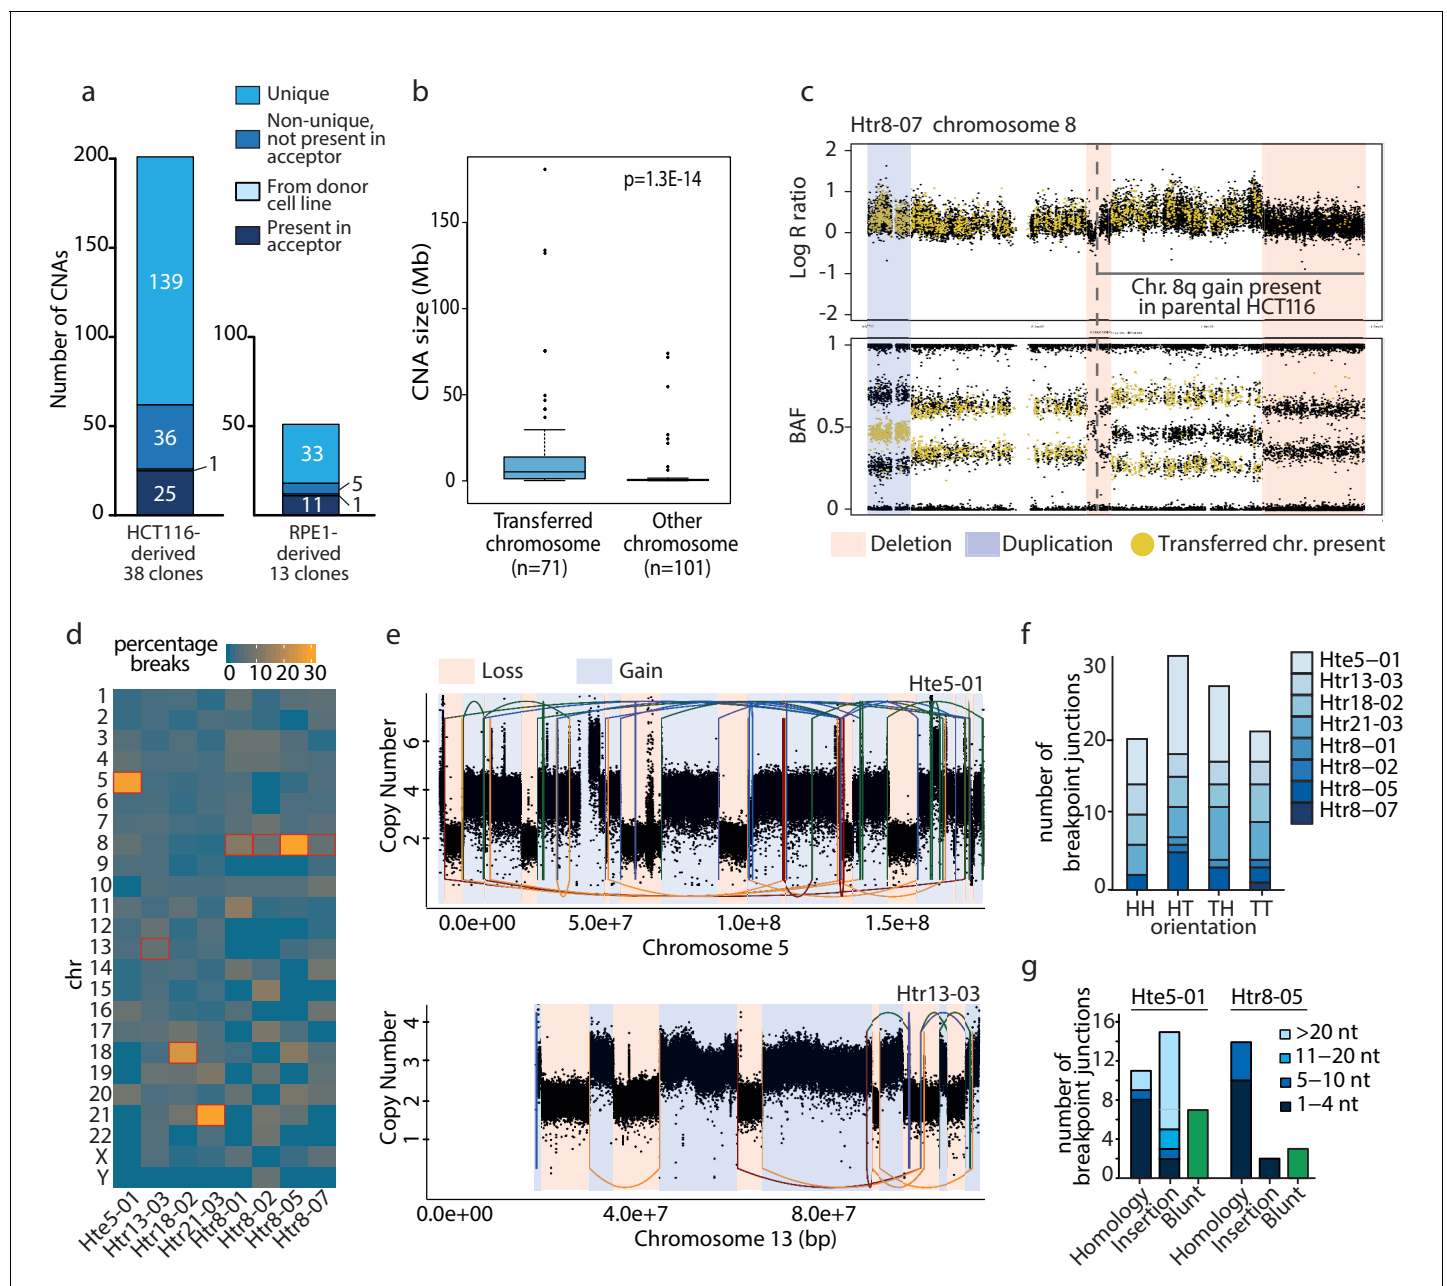 a
Unique
Non-unique,
not present in
acceptor
From donor
cell line
Present in
acceptor
Number of CNAs
200
150
100
50
0
139
36
1
25
100
50
33
5
11
1
HCT116-
derived
38 clones
RPE1-
derived
13 clones
b
p=1.3E-14
CNA size (Mb)
150
100
50
0
Transferred
chromosome
(n=71)
Other
chromosome
(n=101)
c
Htr8-07 chromosome 8
Log R ratio
2
1
0
-1
-2
Chr. 8q gain present
in parental HCT116
BAF
1
0.5
0
Deletion
Duplication
Transferred chr. present
d
percentage
breaks
0 10 20 30
chr
1
2
3
4
5
6
7
8
9
10
11
12
13
14
15
16
17
18
19
20
21
22
X
Y
Hte5-01
Htr13-03
Htr18-02
Htr21-03
Htr8-01
Htr8-02
Htr8-05
Htr8-07
e
Loss
Gain
Hte5-01
Copy Number
6
4
2
0.0e+00 5.0e+7 1.0e+8 1.5e+8
Chromosome 5
Htr13-03
Copy Number
4
3
2
1
0.0e+00 4.0e+7 8.0e+7
Chromosome 13 (bp)
f
number of
breakpoint junctions
30
20
10
0
HH HT TH TT
orientation
Hte5−01
Htr13-03
Htr18-02
Htr21-03
Htr8−01
Htr8−02
Htr8−05
Htr8−07
g
Hte5-01 Htr8-05
number of
breakpoint junctions
16
12
8
4
0
>20 nt
11−20 nt
5−10 nt
1−4 nt
Homology
Insertion
Blunt
Homology
Insertion
Blunt